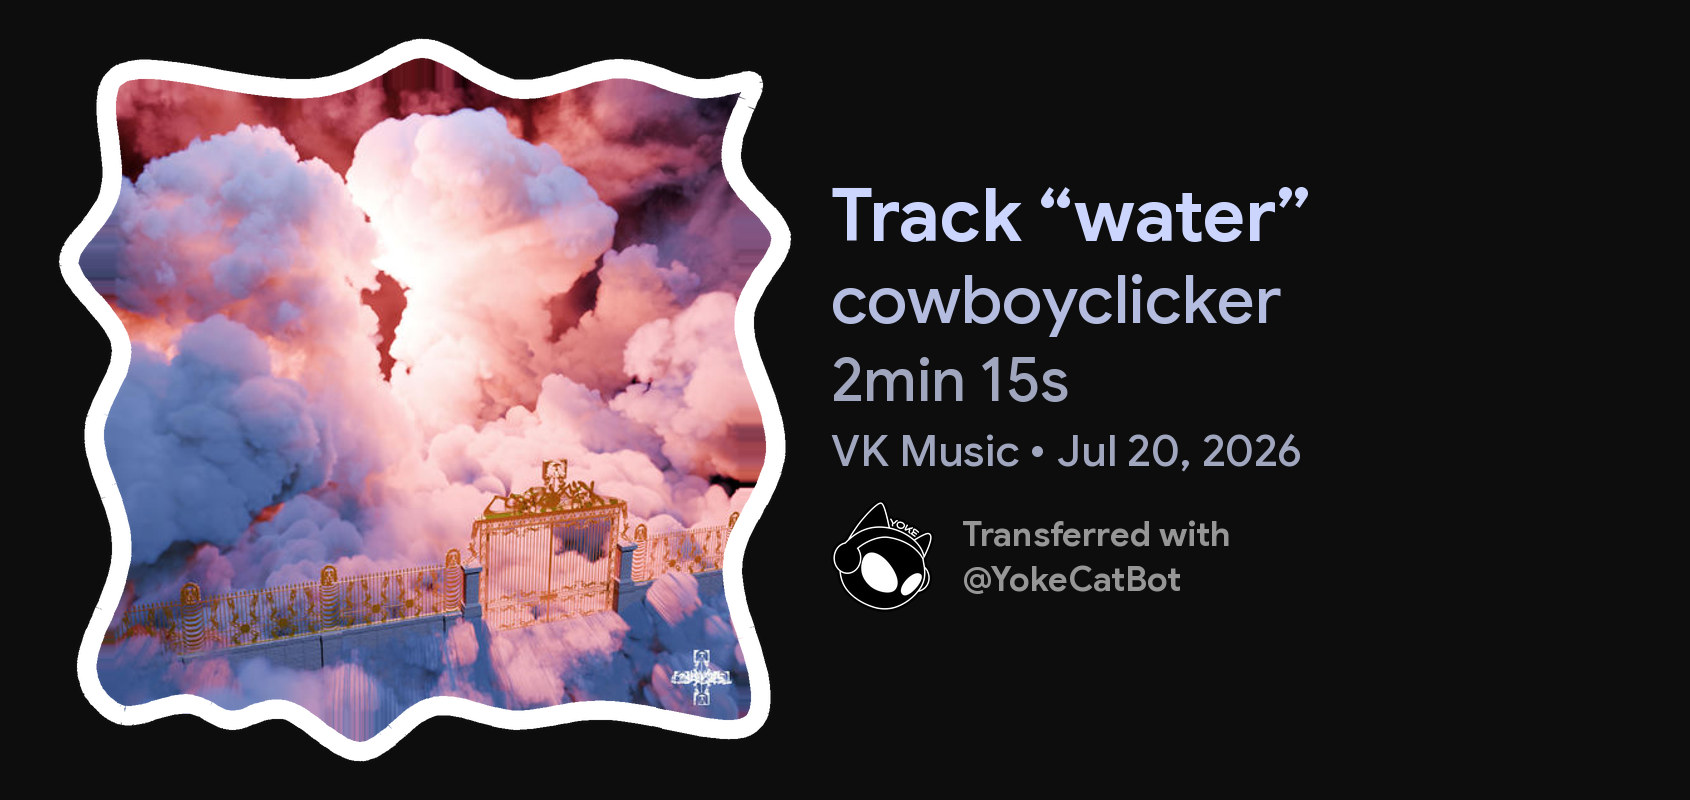 Track “water”
cowboyclicker
2min 15s
VK Music • Jul 20, 2026
YOKE
Transferred with
@YokeCatBot